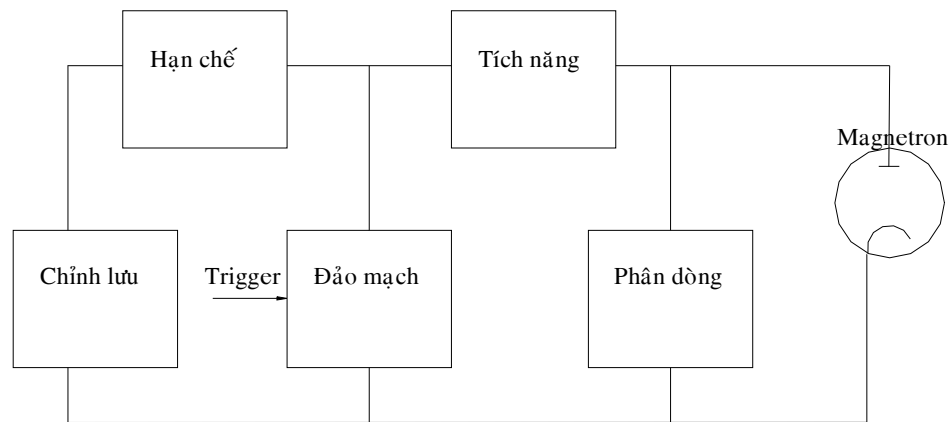 Hạn chế
Tích năng
Magnetron
Chỉnh lưu
Trigger
Đảo mạch
Phân dòng